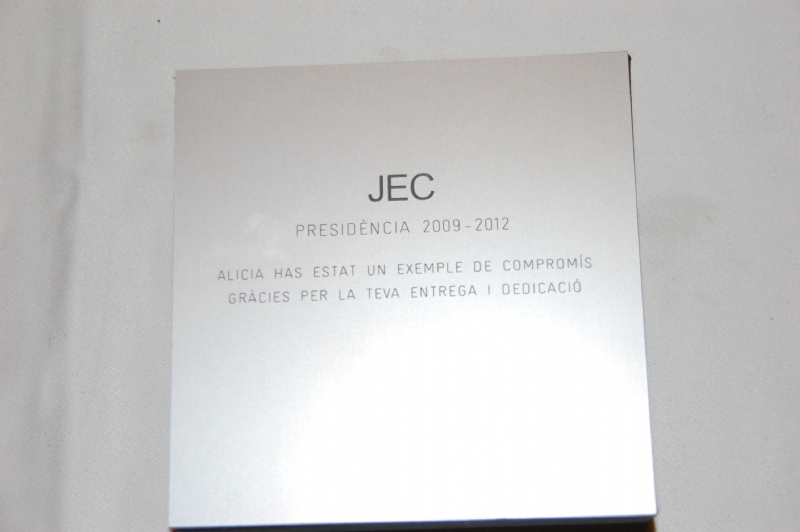 JEC
PRESIDÈNCIA 2009-2012
ALICIA HAS ESTAT UN EXEMPLE DE COMPROMÍS
GRÀCIES PER LA TEVA ENTREGA I DEDICACIÓ